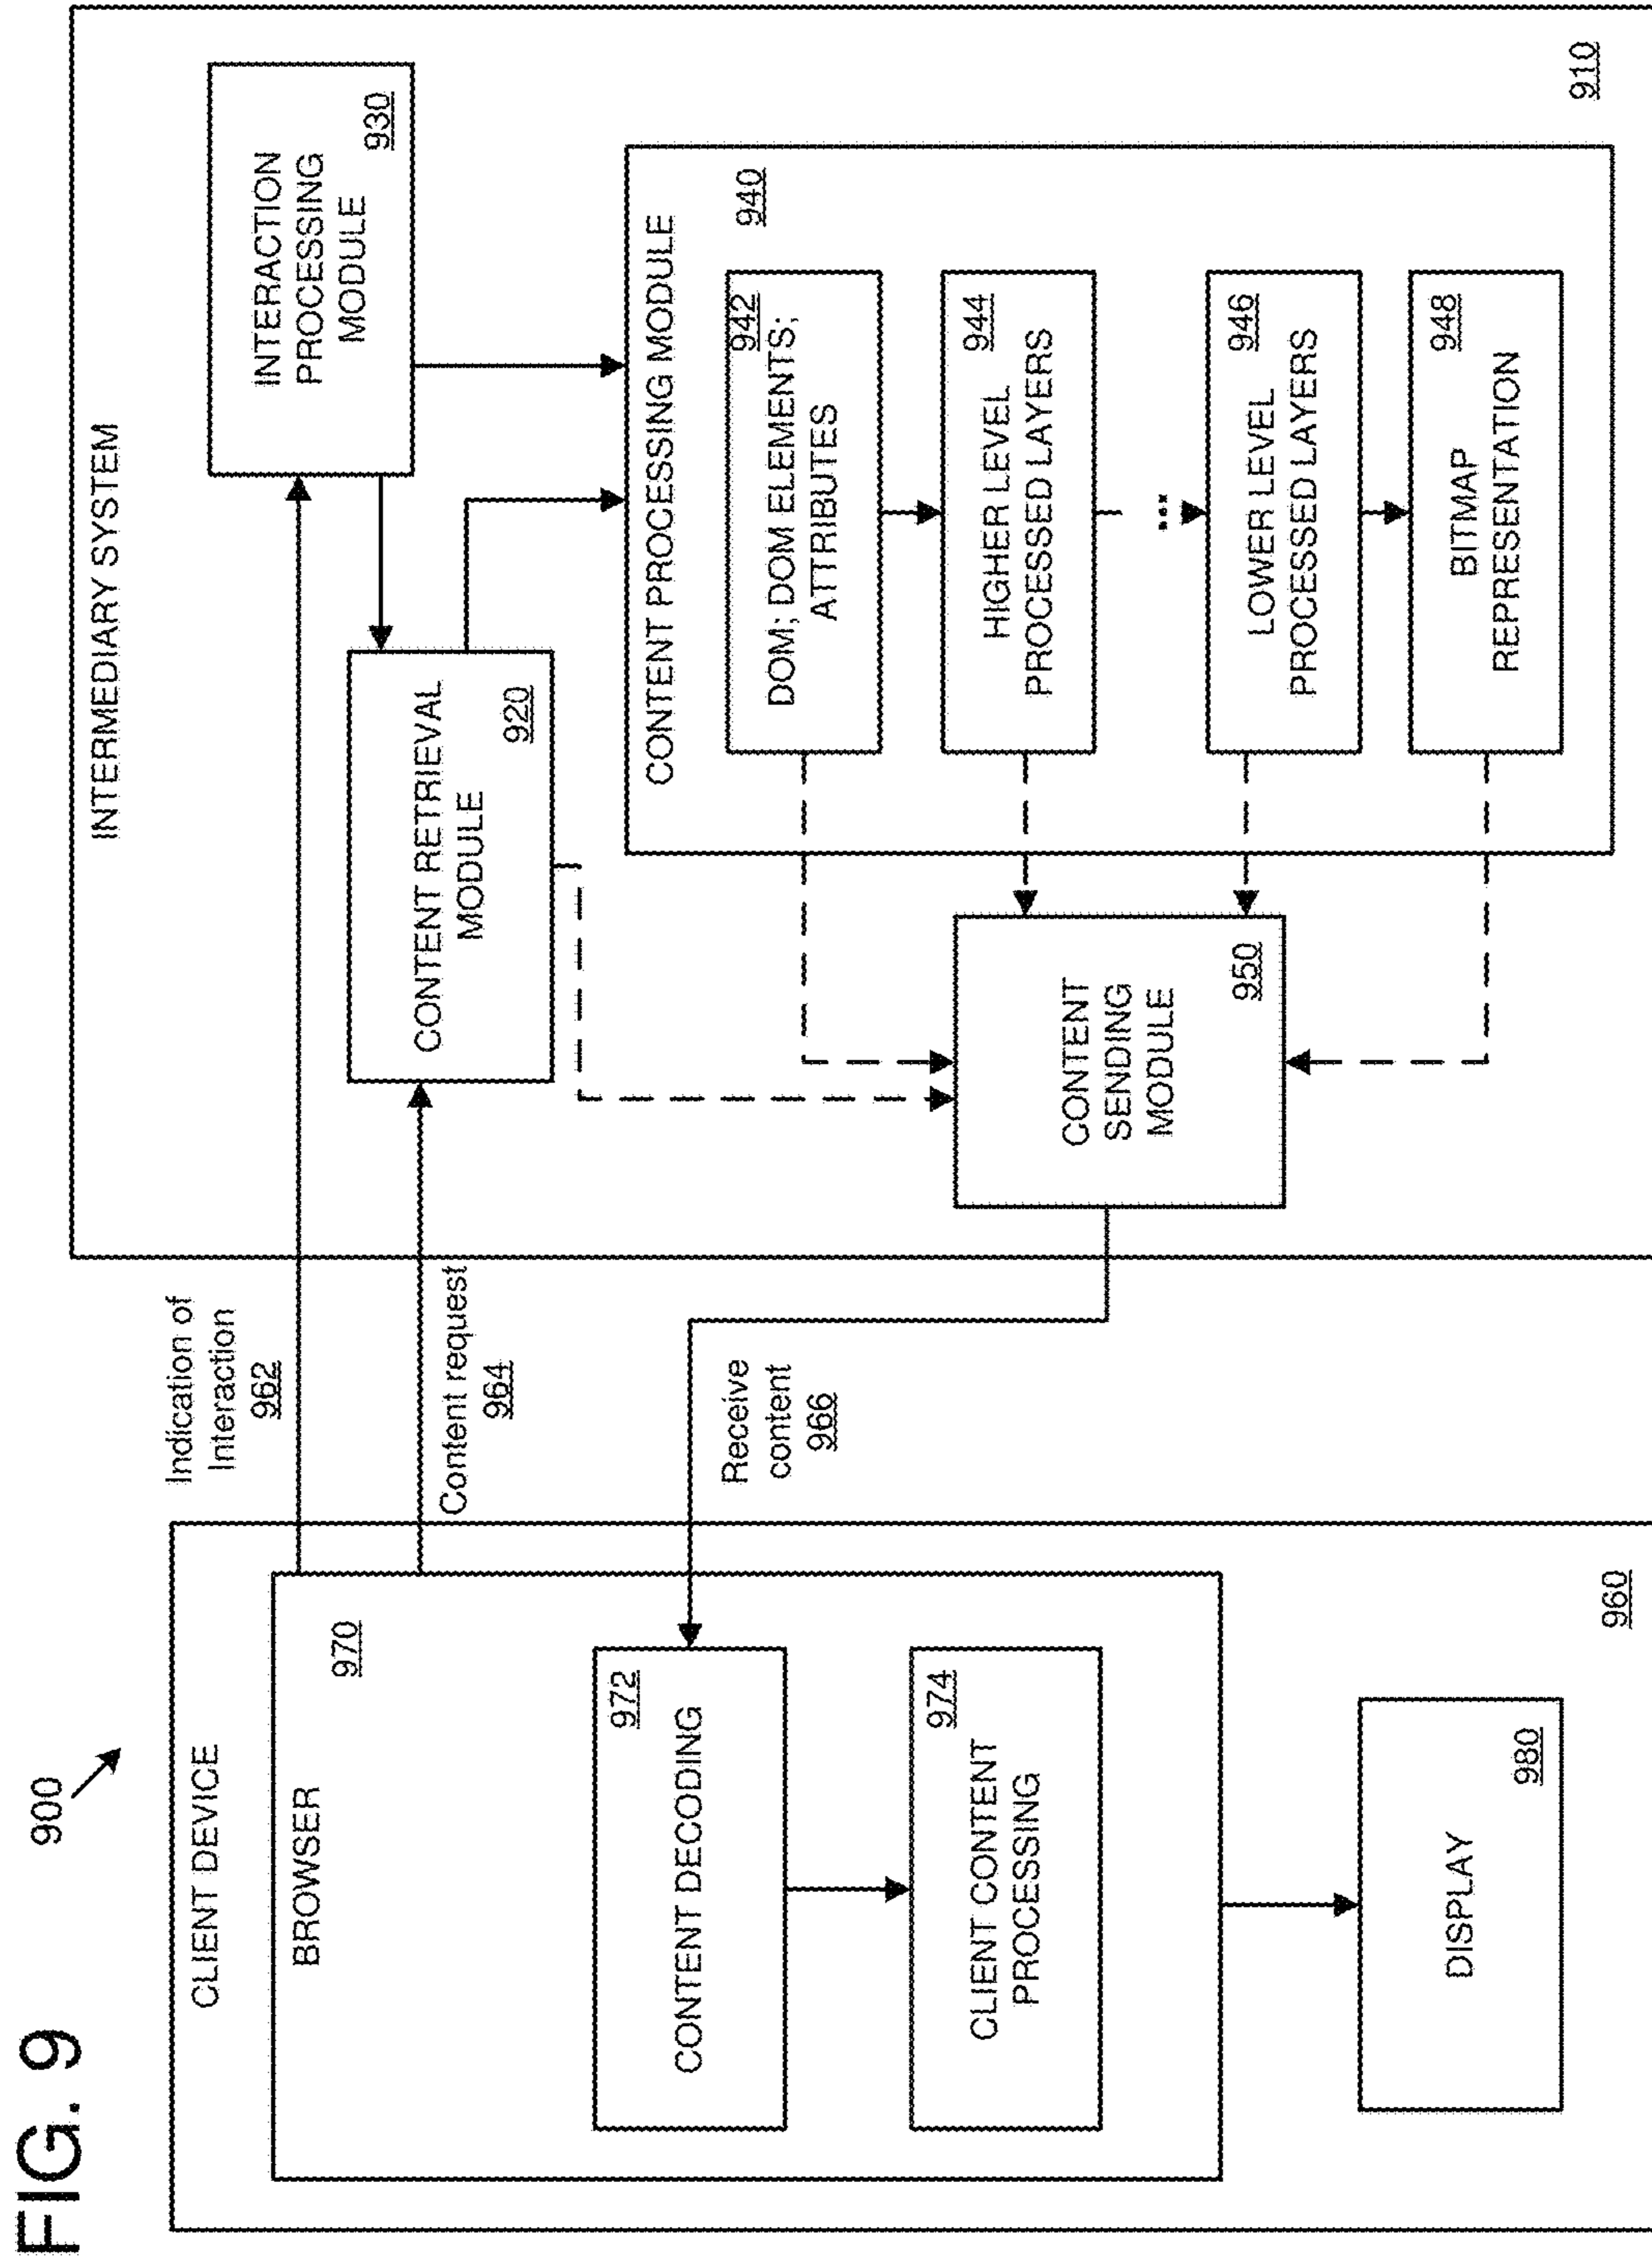 FIG. 9
900
CLIENT DEVICE
BROWSER
970
972
CONTENT DECODING
974
CLIENT CONTENT
PROCESSING
DISPLAY
980
960
Indication of
Interaction
962
Content request
964
Receive
content
966
INTERMEDIARY SYSTEM
INTERACTION
PROCESSING
MODULE
930
CONTENT RETRIEVAL
MODULE
920
CONTENT PROCESSING MODULE
940
942
DOM; DOM ELEMENTS;
ATTRIBUTES
944
HIGHER LEVEL
PROCESSED LAYERS
...
946
LOWER LEVEL
PROCESSED LAYERS
948
BITMAP
REPRESENTATION
CONTENT
SENDING
MODULE
950
910